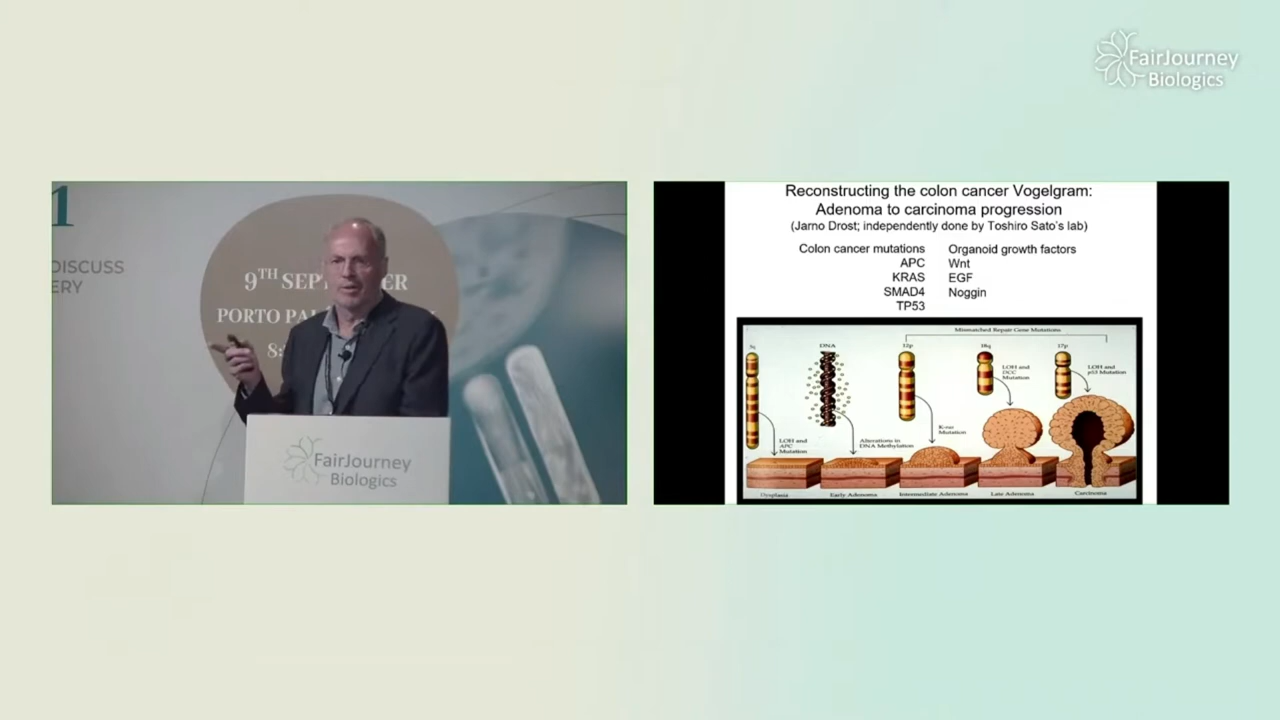 FairJourney
Biologics
1
DISCUSS
ERY
9TH SEP ER
PORTO PAL
8:
FairJourney
Biologics
Reconstructing the colon cancer Vogelgram:
Adenoma to carcinoma progression
(Jarno Drost; independently done by Toshiro Sato's lab)
Colon cancer mutations
APC
KRAS
SMAD4
TP53
Organoid growth factors
Wnt
EGF
Noggin
Mismatched Repair Gene Mutations
5q
DNA
12p
18q
17p
LOH and
APC
Mutation
Alterations in
DNA Methylation
K-ras
Mutation
LOH and
DCC
Mutation
LOH and
p53 Mutation
Dysplasia
Early Adenoma
Intermediate Adenoma
Late Adenoma
Carcinoma